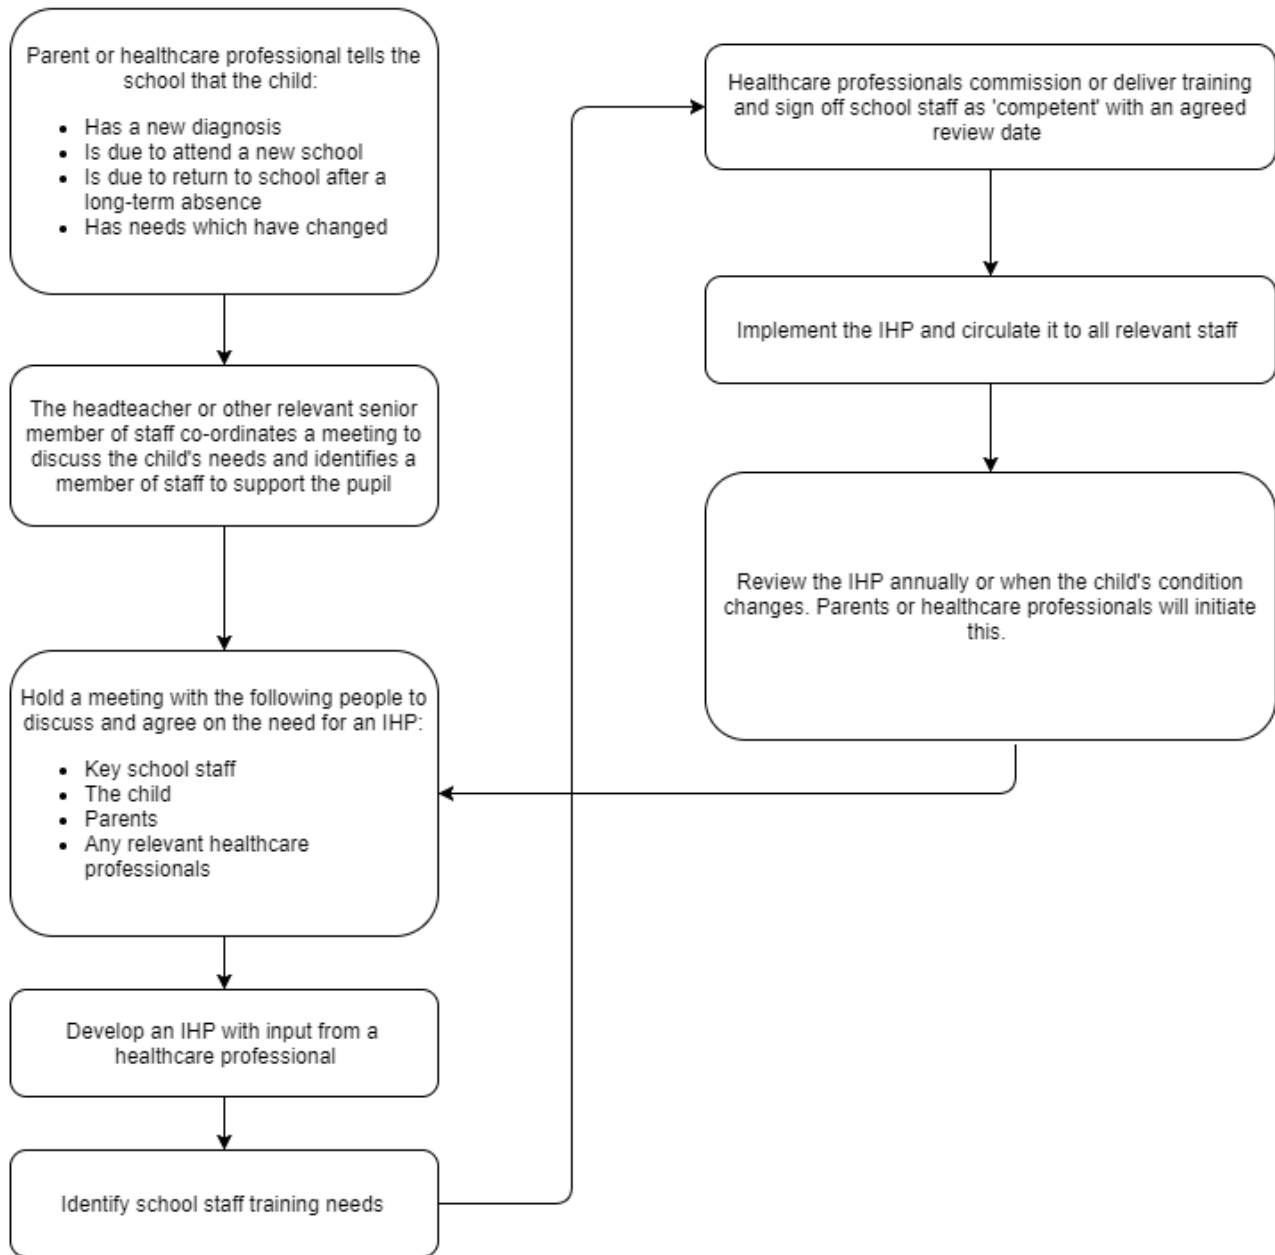 Parent or healthcare professional tells the
school that the child:
• Has a new diagnosis
• Is due to attend a new school
• Is due to return to school after a
long-term absence
• Has needs which have changed
The headteacher or other relevant senior
member of staff co-ordinates a meeting to
discuss the child's needs and identifies a
member of staff to support the pupil
Hold a meeting with the following people to
discuss and agree on the need for an IHP:
• Key school staff
• The child
• Parents
• Any relevant healthcare
professionals
Develop an IHP with input from a
healthcare professional
Identify school staff training needs
Healthcare professionals commission or deliver training
and sign off school staff as 'competent' with an agreed
review date
Implement the IHP and circulate it to all relevant staff
Review the IHP annually or when the child's condition
changes. Parents or healthcare professionals will initiate
this.